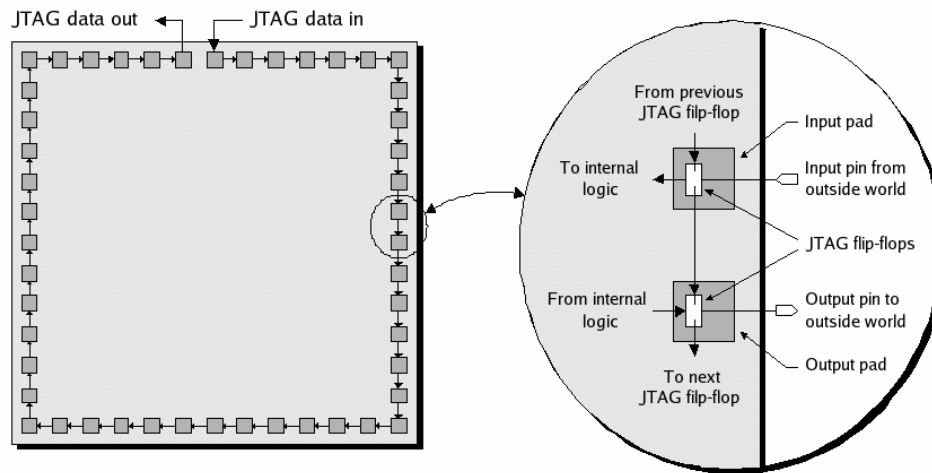 JTAG data out
JTAG data in
From previous
JTAG filp-flop
Input pad
To internal
logic
Input pin from
outside world
JTAG flip-flops
From internal
logic
Output pin to
outside world
Output pad
To next
JTAG filp-flop